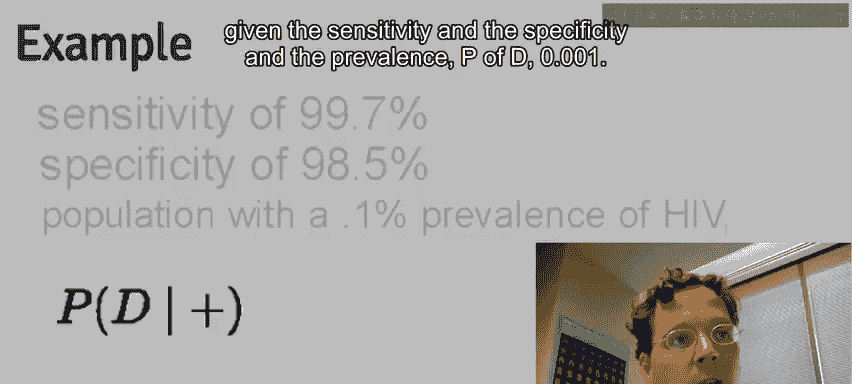 Example
given the sensitivity and the specificity
and the prevalence, P of D, 0.001.
sensitivity of 99.7%
specificity of 98.5%
population with a .1% prevalence of HIV,
P(D | +)